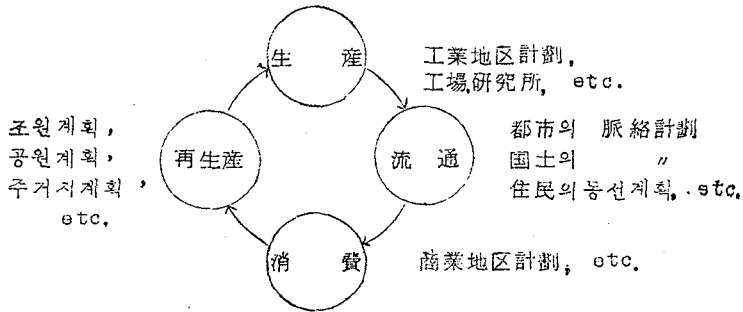 生 産
工業地区計劃,
工場,研究所, etc.
조원계획,
공원계획,
주거지계획,
etc.
再生産
流 通
都市의 脈絡計劃
国土의 〃
住民의 동선계획, etc.
消 費
商業地区計劃, etc.